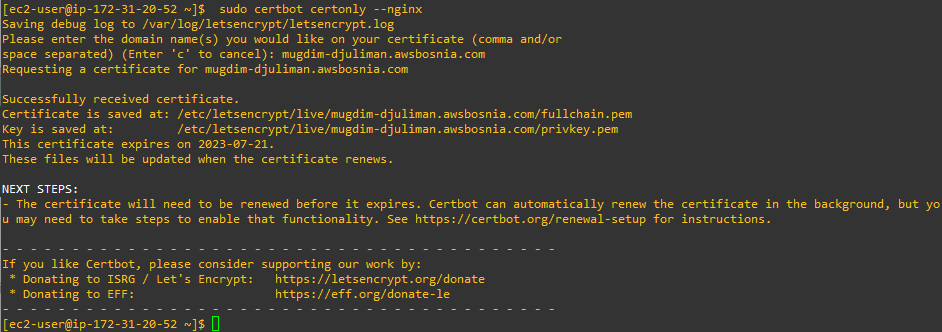 [ec2-user@ip-172-31-20-52 ~]$  sudo certbot certonly --nginx
Saving debug log to /var/log/letsencrypt/letsencrypt.log
Please enter the domain name(s) you would like on your certificate (comma and/or
space separated) (Enter 'c' to cancel): mugdim-djuliman.awsbosnia.com
Requesting a certificate for mugdim-djuliman.awsbosnia.com
Successfully received certificate.
Certificate is saved at: /etc/letsencrypt/live/mugdim-djuliman.awsbosnia.com/fullchain.pem
Key is saved at:         /etc/letsencrypt/live/mugdim-djuliman.awsbosnia.com/privkey.pem
This certificate expires on 2023-07-21.
These files will be updated when the certificate renews.
NEXT STEPS:
- The certificate will need to be renewed before it expires. Certbot can automatically renew the certificate in the background, but yo
u may need to take steps to enable that functionality. See https://certbot.org/renewal-setup for instructions.
- - - - - - - - - - - - - - - - - - - - - - - - - - - - - - - - - - - - - - - -
If you like Certbot, please consider supporting our work by:
 * Donating to ISRG / Let's Encrypt:   https://letsencrypt.org/donate
 * Donating to EFF:                    https://eff.org/donate-le
- - - - - - - - - - - - - - - - - - - - - - - - - - - - - - - - - - - - - - - -
[ec2-user@ip-172-31-20-52 ~]$